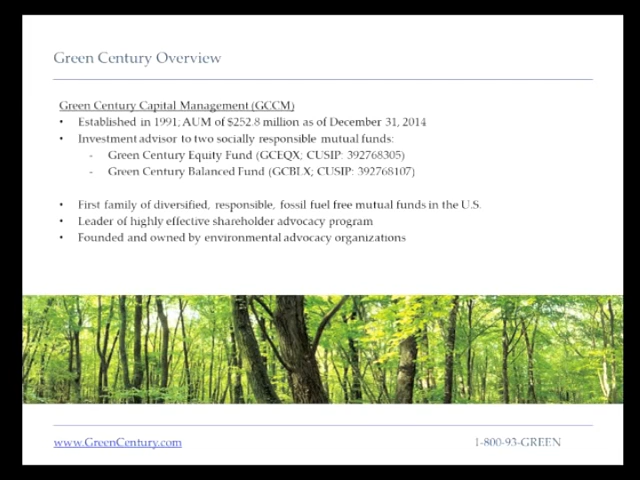 Green Century Overview
Green Century Capital Management (GCCM)
• Established in 1991; AUM of $252.8 million as of December 31, 2014
• Investment advisor to two socially responsible mutual funds:
- Green Century Equity Fund (GCEQX; CUSIP: 392768305)
- Green Century Balanced Fund (GCBLX; CUSIP: 392768107)
• First family of diversified, responsible, fossil fuel free mutual funds in the U.S.
• Leader of highly effective shareholder advocacy program
• Founded and owned by environmental advocacy organizations
www.GreenCentury.com 1-800-93-GREEN